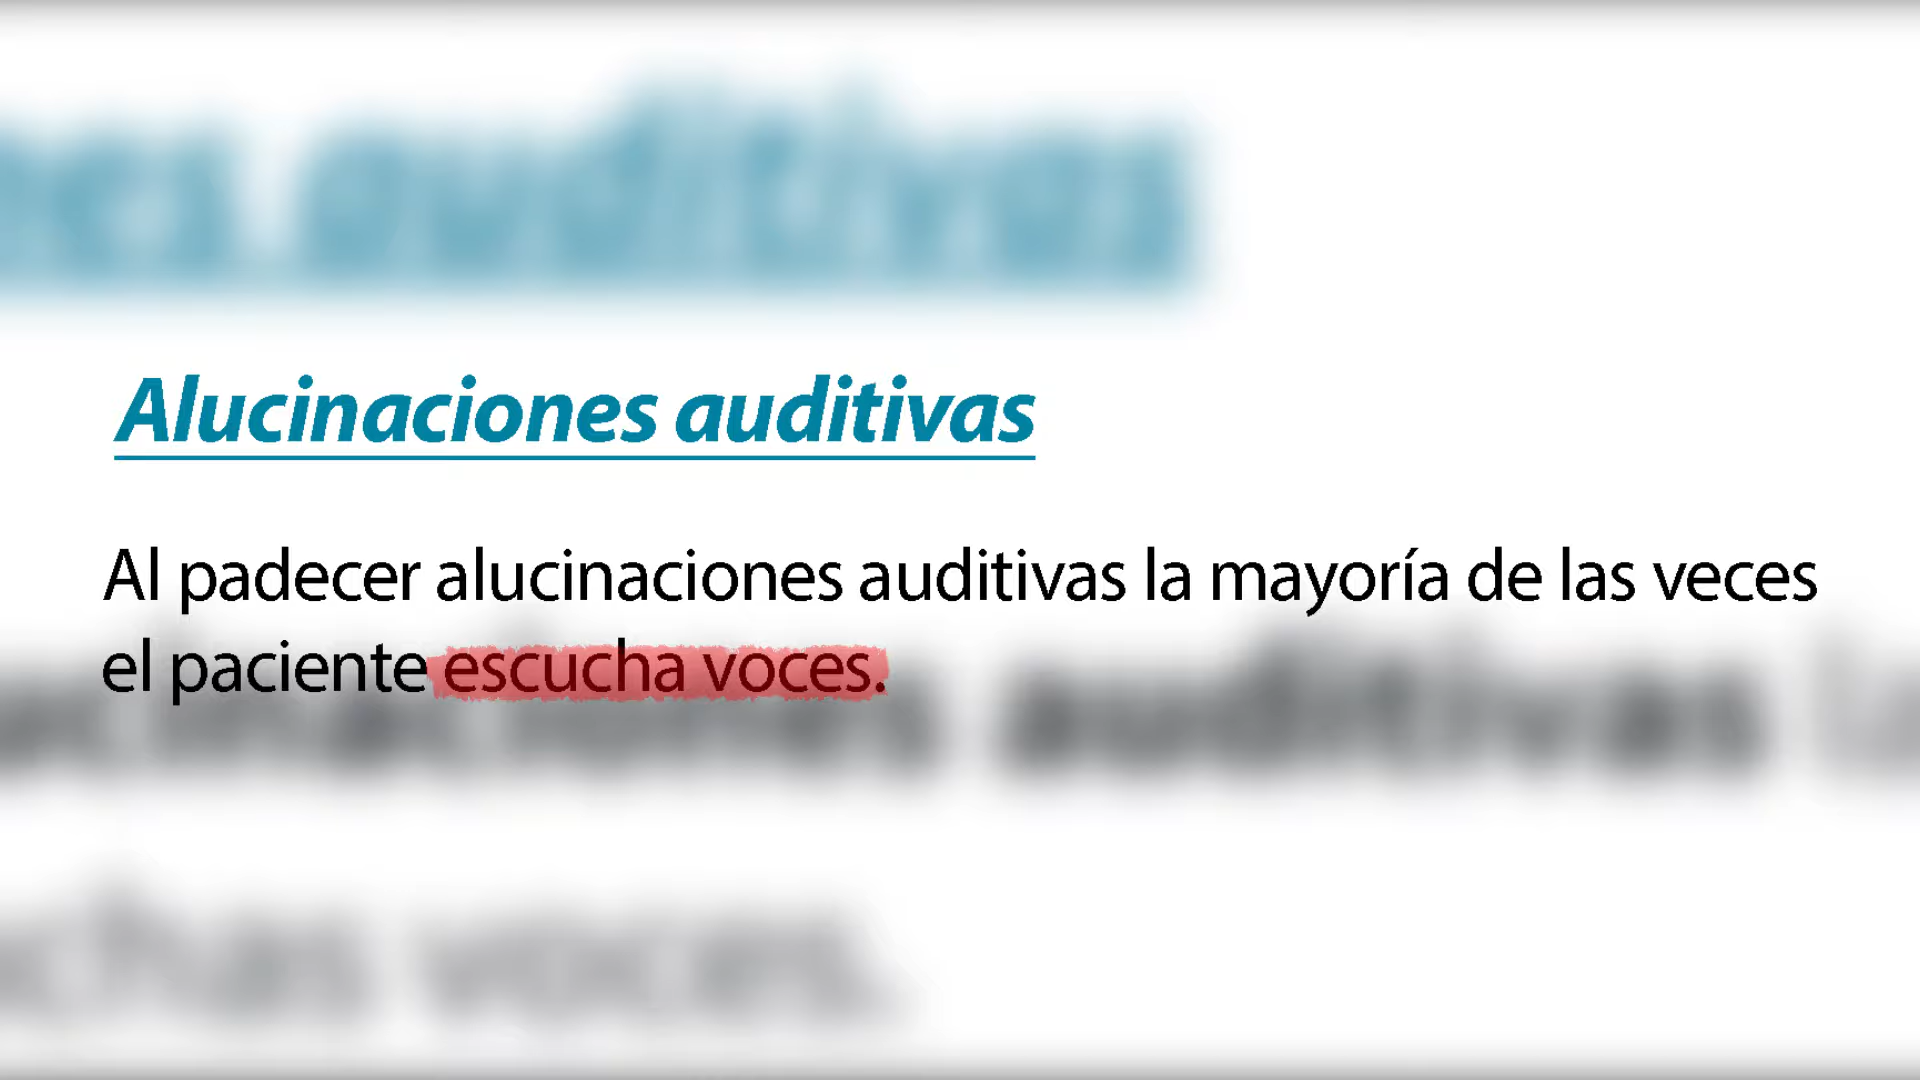 Alucinaciones auditivas
Al padecer alucinaciones auditivas la mayoría de las veces
el paciente escucha voces.